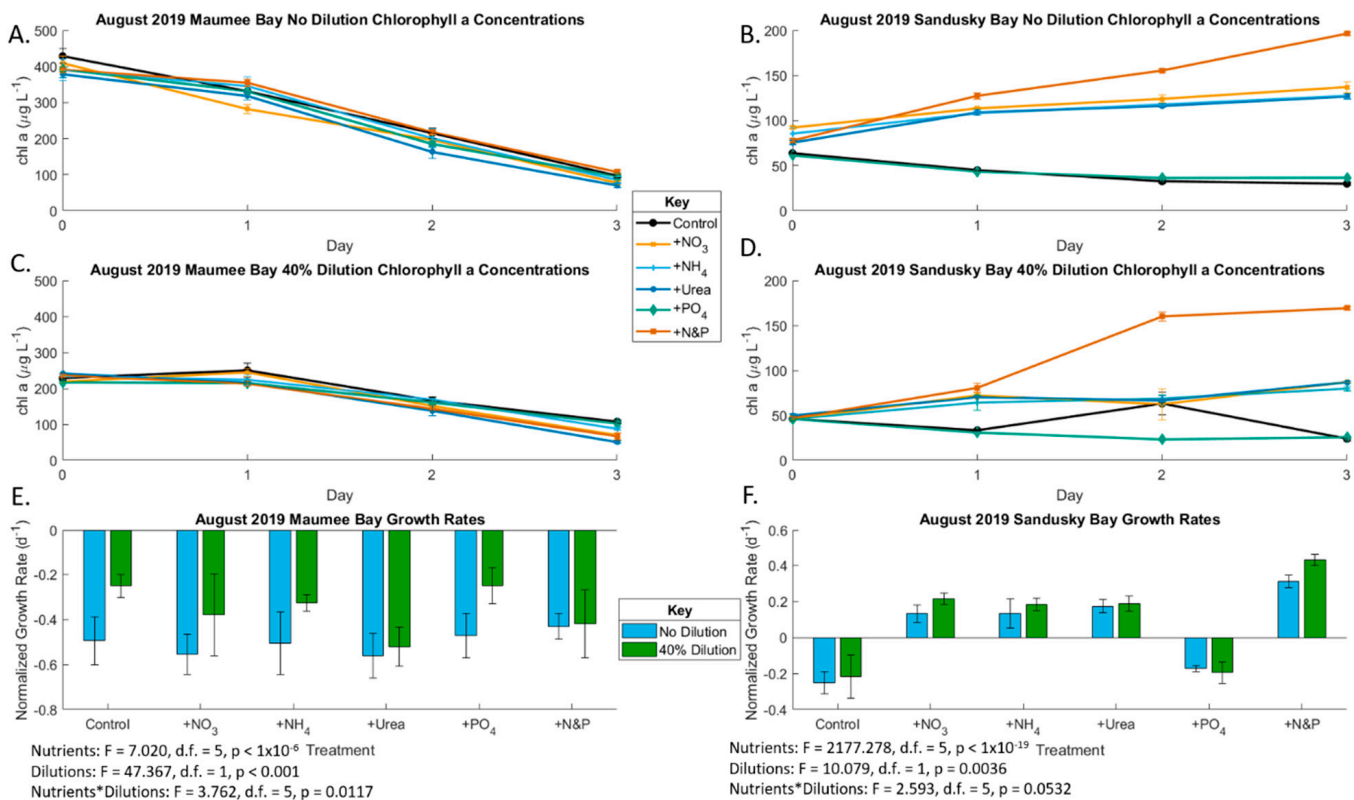 A.
August 2019 Maumee Bay No Dilution Chlorophyll a Concentrations
500
400
300
200
100
0
chl a (μg L⁻¹)
0 1 2 3
Day
B.
August 2019 Sandusky Bay No Dilution Chlorophyll a Concentrations
200
150
100
50
0
chl a (μg L⁻¹)
0 1 2 3
Day
Key
Control
+NO₃
+NH₄
+Urea
+PO₄
+N&P
C.
August 2019 Maumee Bay 40% Dilution Chlorophyll a Concentrations
500
400
300
200
100
0
chl a (μg L⁻¹)
0 1 2 3
Day
D.
August 2019 Sandusky Bay 40% Dilution Chlorophyll a Concentrations
200
150
100
50
0
chl a (μg L⁻¹)
0 1 2 3
Day
E.
August 2019 Maumee Bay Growth Rates
0
-0.2
-0.4
-0.6
-0.8
Normalized Growth Rate (d⁻¹)
Control +NO₃ +NH₄ +Urea +PO₄ +N&P
Treatment
Key
No Dilution
40% Dilution
F.
August 2019 Sandusky Bay Growth Rates
0.6
0.4
0.2
0
-0.2
-0.4
Normalized Growth Rate (d⁻¹)
Control +NO₃ +NH₄ +Urea +PO₄ +N&P
Treatment
Nutrients: F = 7.020, d.f. = 5, p < 1x10⁻⁶
Dilutions: F = 47.367, d.f. = 1, p < 0.001
Nutrients*Dilutions: F = 3.762, d.f. = 5, p = 0.0117
Nutrients: F = 2177.278, d.f. = 5, p < 1x10⁻¹⁹
Dilutions: F = 10.079, d.f. = 1, p = 0.0036
Nutrients*Dilutions: F = 2.593, d.f. = 5, p = 0.0532